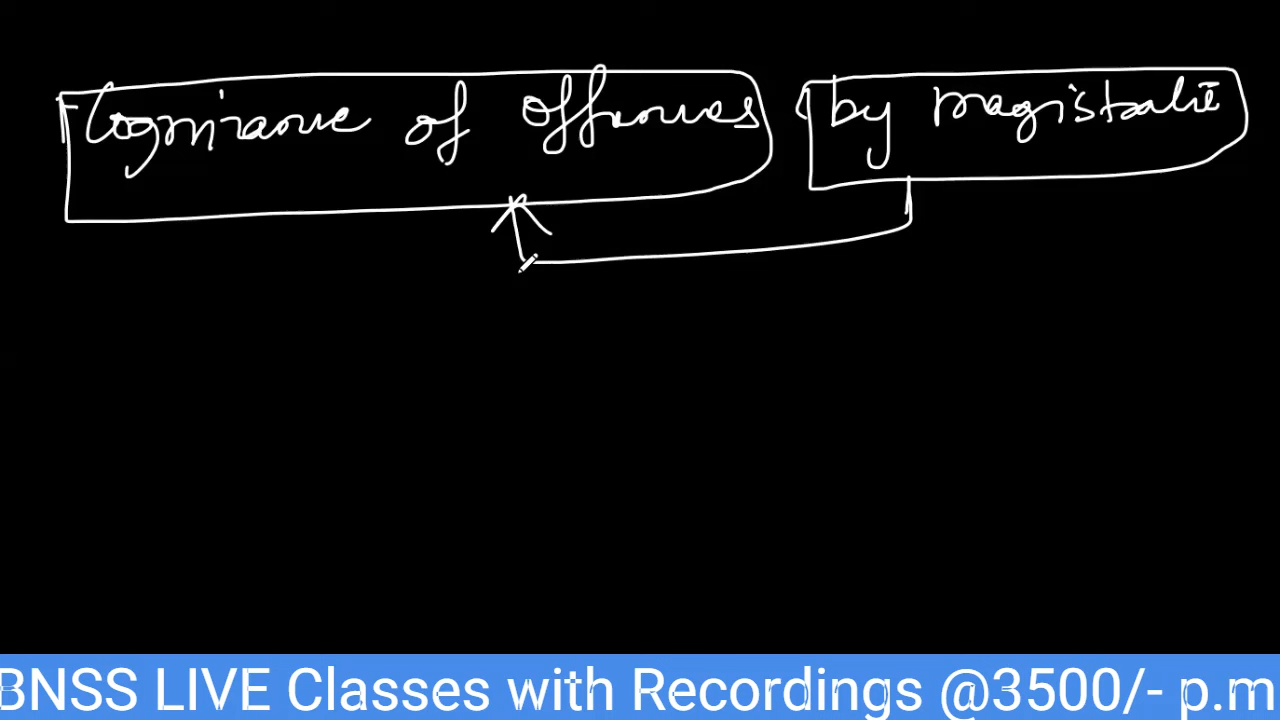 Cognizance of Offences by magistrate
BNSS LIVE Classes with Recordings @3500/- p.m